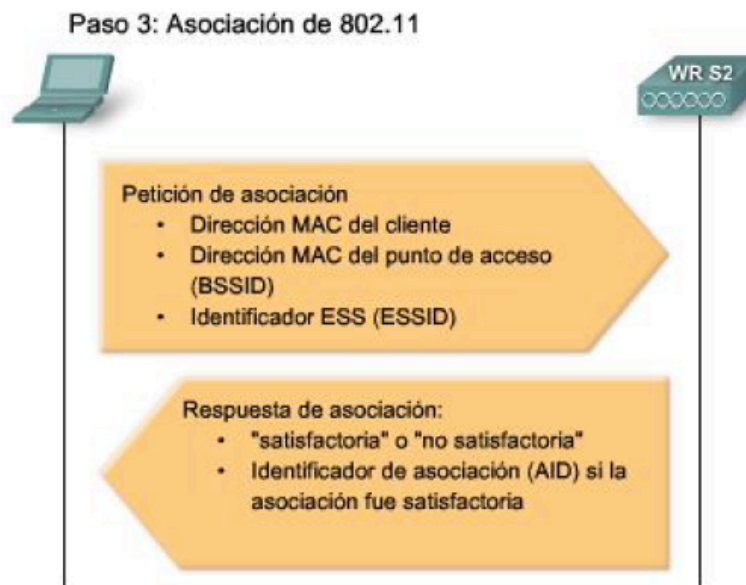 Paso 3: Asociación de 802.11
WR S2
Petición de asociación
• Dirección MAC del cliente
• Dirección MAC del punto de acceso
(BSSID)
• Identificador ESS (ESSID)
Respuesta de asociación:
• "satisfactoria" o "no satisfactoria"
• Identificador de asociación (AID) si la
asociación fue satisfactoria